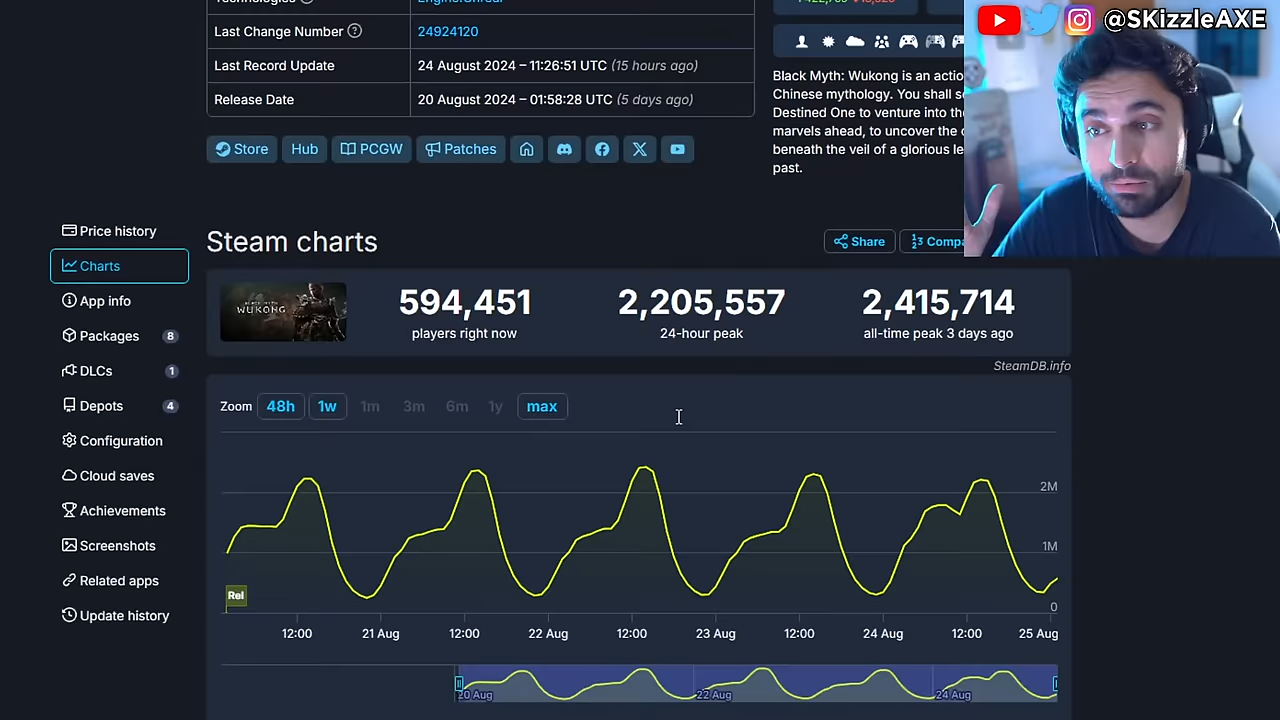 @SKizzleAXE
Last Change Number
24924120
Last Record Update
24 August 2024 – 11:26:51 UTC (15 hours ago)
Release Date
20 August 2024 – 01:58:28 UTC (5 days ago)
Black Myth: Wukong is an actio
Chinese mythology. You shall s
Destined One to venture into the
marvels ahead, to uncover the
beneath the veil of a glorious le
past.
Store
Hub
PCGW
Patches
Price history
Charts
App info
Packages 8
DLCs 1
Depots 4
Configuration
Cloud saves
Achievements
Screenshots
Related apps
Update history
Steam charts
Share
Compa
WUKONG
594,451
players right now
2,205,557
24-hour peak
2,415,714
all-time peak 3 days ago
SteamDB.info
Zoom 48h 1w 1m 3m 6m 1y max
2M
1M
0
Rel
12:00 21 Aug 12:00 22 Aug 12:00 23 Aug 12:00 24 Aug 12:00 25 Aug
20 Aug 22 Aug 24 Aug